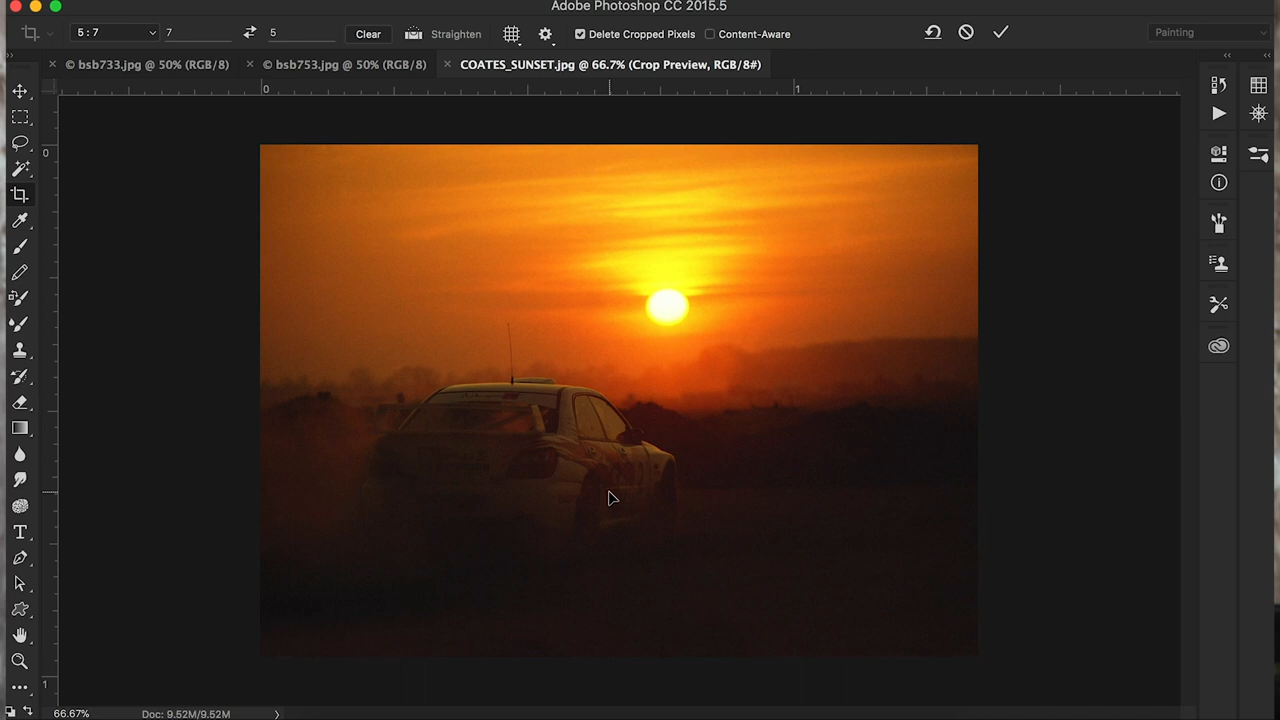 Adobe Photoshop CC 2015.5
5 : 7 7 5 Clear Straighten Delete Cropped Pixels Content-Aware Painting
© bsb733.jpg @ 50% (RGB/8) © bsb753.jpg @ 50% (RGB/8) COATES_SUNSET.jpg @ 66.7% (Crop Preview, RGB/8#)
0 1
0
1
66.67% Doc: 9.52M/9.52M